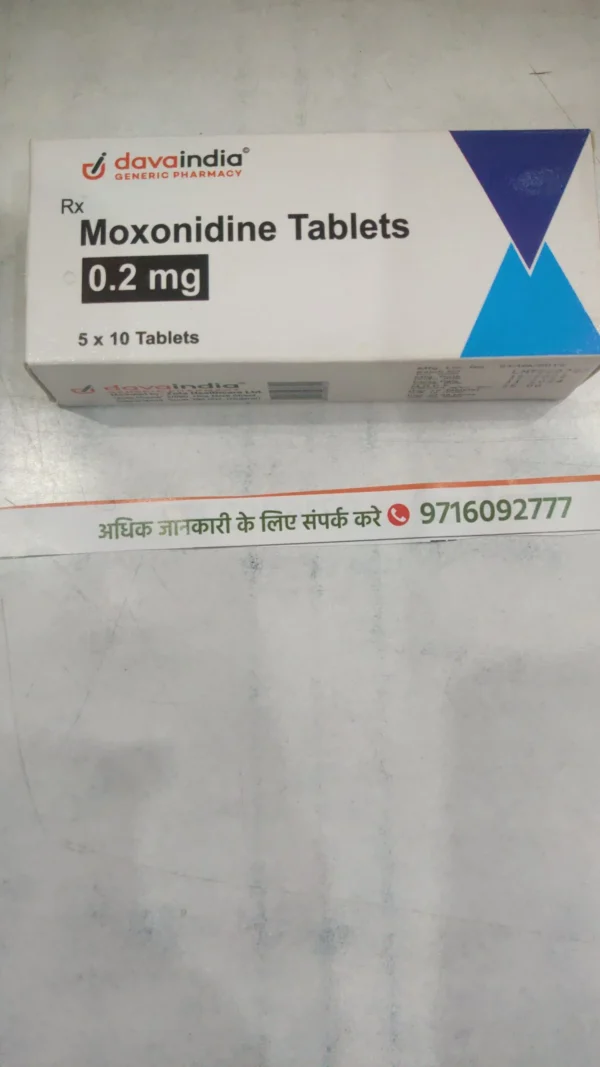 davaindia©
GENERIC PHARMACY
Rx
Moxonidine Tablets
0.2 mg
5 x 10 Tablets
davaindia
अधिक जानकारी के लिए संपर्क करे 9716092777